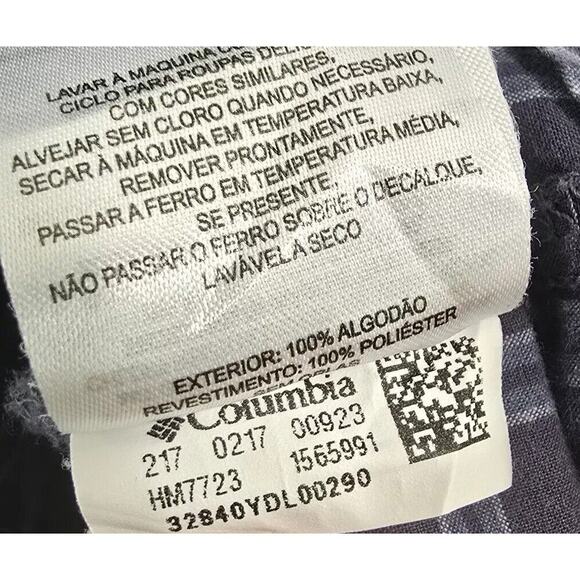 LAVAR À MAQUINA
CICLO PARA ROUPAS
COM CORES SIMILARES,
ALVEJAR SEM CLORO QUANDO NECESSÁRIO,
SECAR À MÁQUINA EM TEMPERATURA BAIXA,
REMOVER PRONTAMENTE,
PASSAR A FERRO EM TEMPERATURA MÉDIA,
SE PRESENTE,
NÃO PASSAR O FERRO SOBRE O DECALQUE,
LAVÁVEL A SECO
EXTERIOR: 100% ALGODÃO
REVESTIMENTO: 100% POLIÉSTER
Columbia
217 0217 00923
HM7723 1565991
32840YDL00290